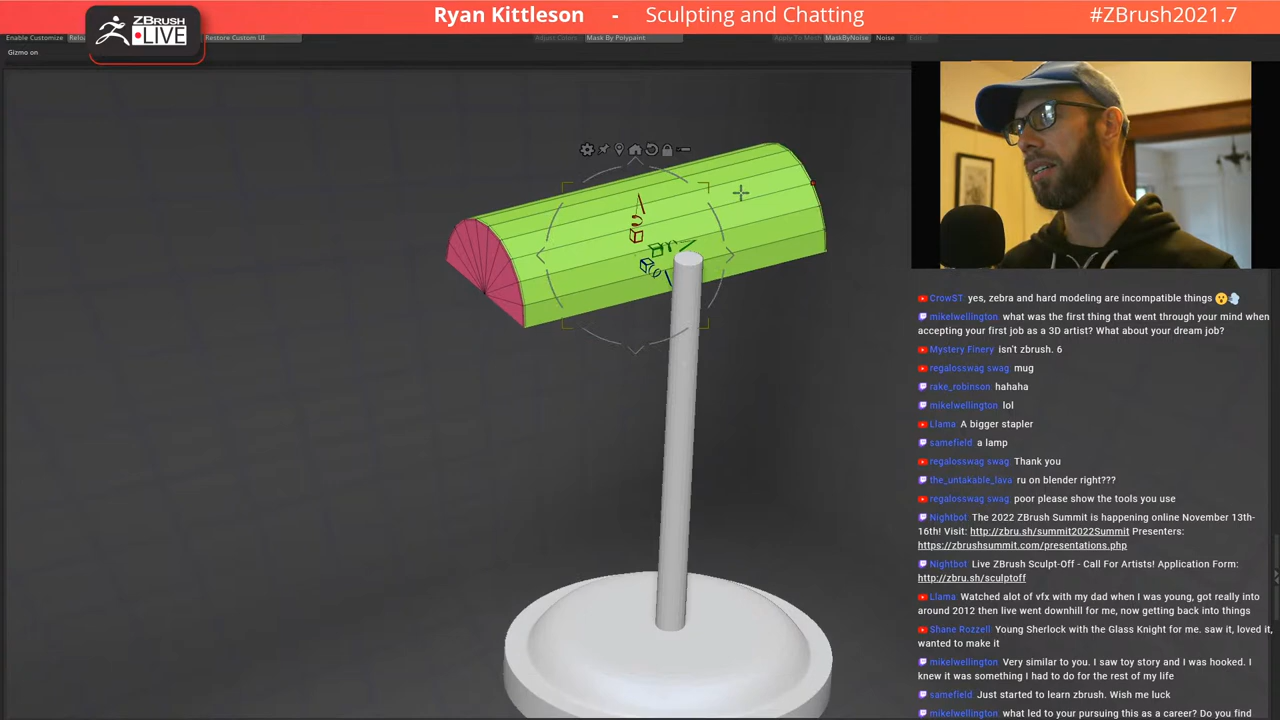 Ryan Kittleson - Sculpting and Chatting #ZBrush2021.7
ZBRUSH
LIVE
Enable Customize Restore Custom UI Adjust Colors Mask By Polypaint Apply To Mesh MaskByNoise Noise Edit
Gizmo on
CrowST: yes, zebra and hard modeling are incompatible things 😮💨
mikelwellington: what was the first thing that went through your mind when
accepting your first job as a 3D artist? What about your dream job?
Mystery Finery: isn't zbrush. 6
regalosswag swag: mug
rake_robinson: hahaha
mikelwellington: lol
Llama: A bigger stapler
samefield: a lamp
regalosswag swag: Thank you
the_untakable_lava: ru on blender right???
regalosswag swag: poor please show the tools you use
Nightbot: The 2022 ZBrush Summit is happening online November 13th-
16th! Visit: http://zbru.sh/summit2022Summit Presenters:
https://zbrushsummit.com/presentations.php
Nightbot: Live ZBrush Sculpt-Off - Call For Artists! Application Form:
http://zbru.sh/sculptoff
Llama: Watched alot of vfx with my dad when I was young, got really into
around 2012 then live went downhill for me, now getting back into things
Shane Rozzell: Young Sherlock with the Glass Knight for me. saw it, loved it,
wanted to make it
mikelwellington: Very similar to you. I saw toy story and I was hooked. I
knew it was something I had to do for the rest of my life
samefield: Just started to learn zbrush. Wish me luck
mikelwellington: what led to your pursuing this as a career? Do you find